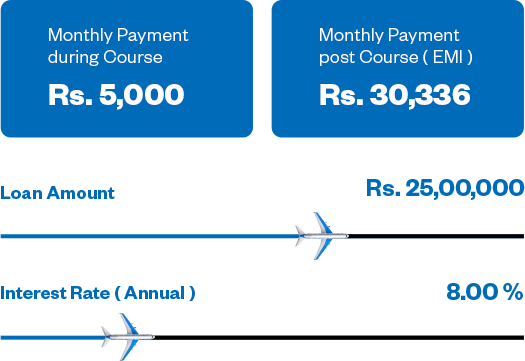 Monthly Payment
during Course
Rs. 5,000
Monthly Payment
post Course ( EMI )
Rs. 30,336
Loan Amount
Rs. 25,00,000
Interest Rate ( Annual )
8.00 %